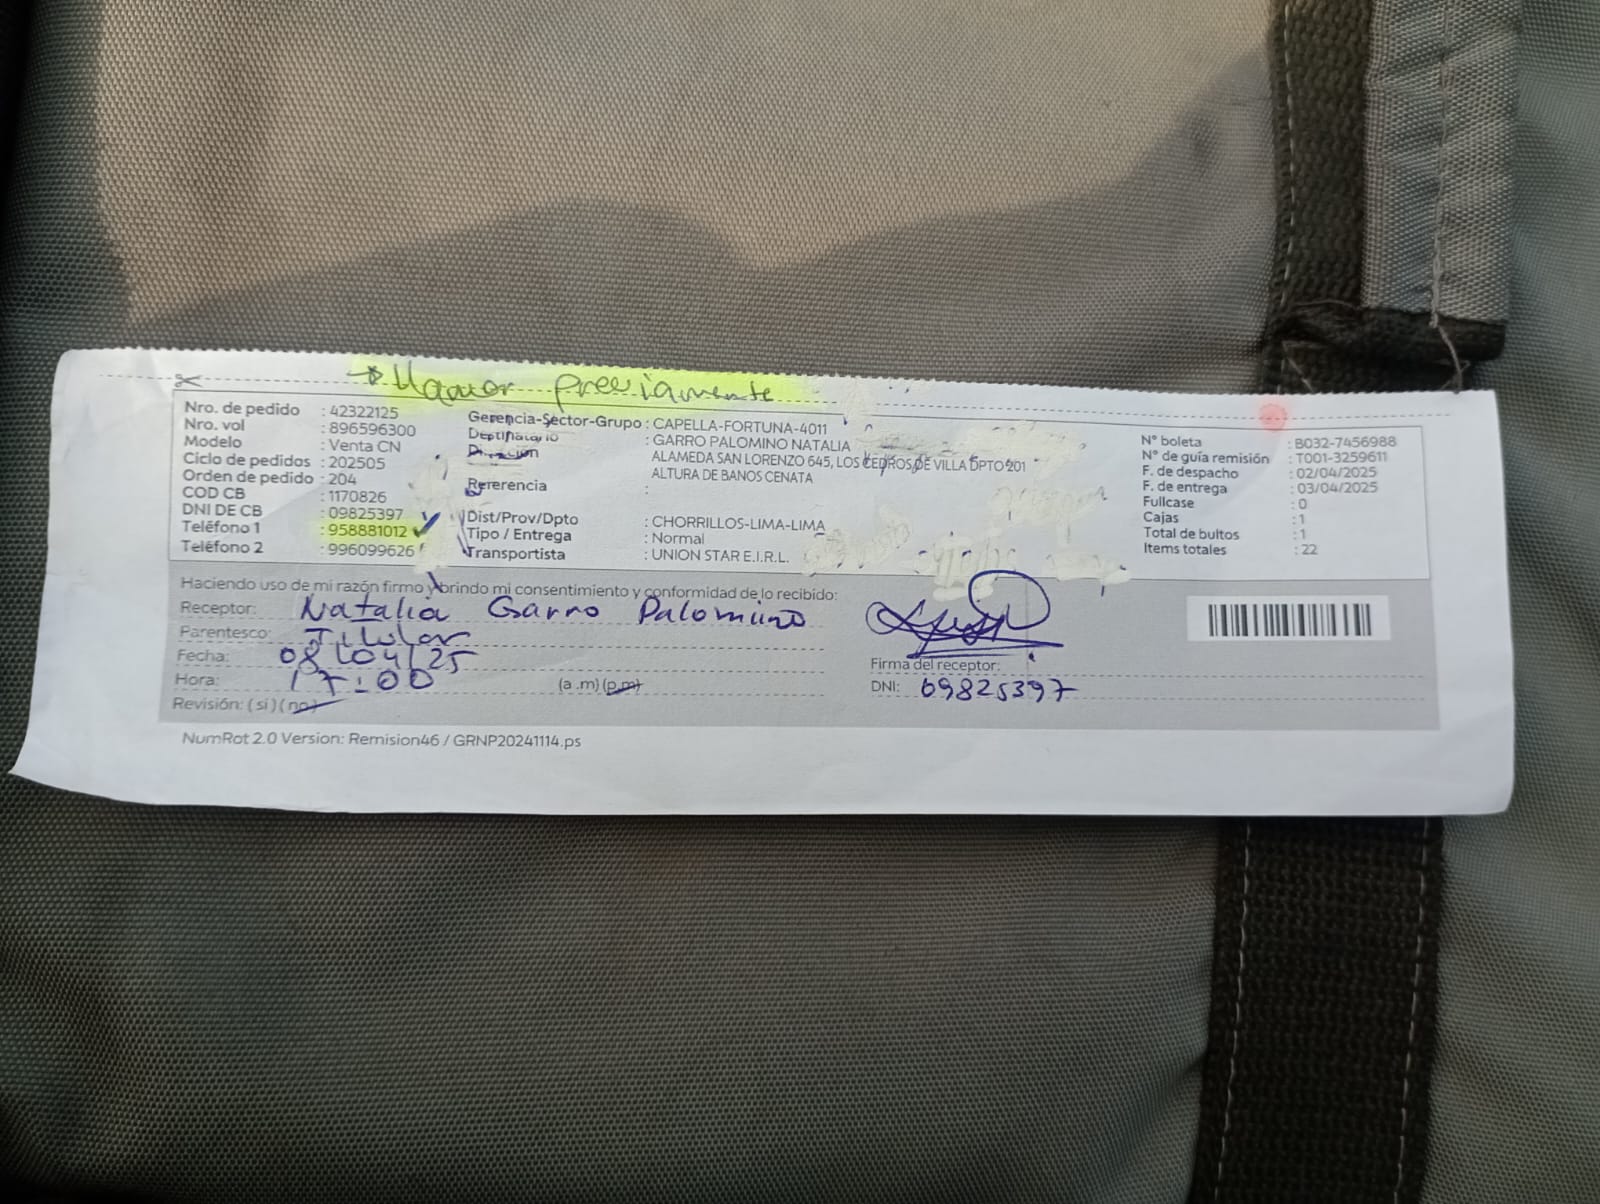 → Llamar previamente
Nro. de pedido : 42322125
Nro. vol : 896596300
Modelo : Venta CN
Ciclo de pedidos : 202505
Orden de pedido : 204
COD CB : 1170826
DNI DE CB : 09825397
Teléfono 1 : 958881012 ✓
Teléfono 2 : 996099626
Gerencia-Sector-Grupo : CAPELLA-FORTUNA-4011
Destinatario : GARRO PALOMINO NATALIA
Dirección : ALAMEDA SAN LORENZO 645, LOS CEDROS DE VILLA DPTO 201
ALTURA DE BANOS CENATA
Referencia :
Dist/Prov/Dpto : CHORRILLOS-LIMA-LIMA
Tipo / Entrega : Normal
Transportista : UNION STAR E.I.R.L.
N° boleta : B032-7456988
N° de guía remisión : T001-3259611
F. de despacho : 02/04/2025
F. de entrega : 03/04/2025
Fullcase : 0
Cajas : 1
Total de bultos : 1
Items totales : 22
Haciendo uso de mi razón firmo y brindo mi consentimiento y conformidad de lo recibido:
Receptor: Natalia Garro Palomino
Parentesco: Titular
Fecha: 08/04/25
Hora: 17:00 (a.m) (p.m)
Revisión: (si) (no)
Firma del receptor:
DNI: 09825397
NumRot 2.0 Version: Remision46 / GRNP20241114.ps